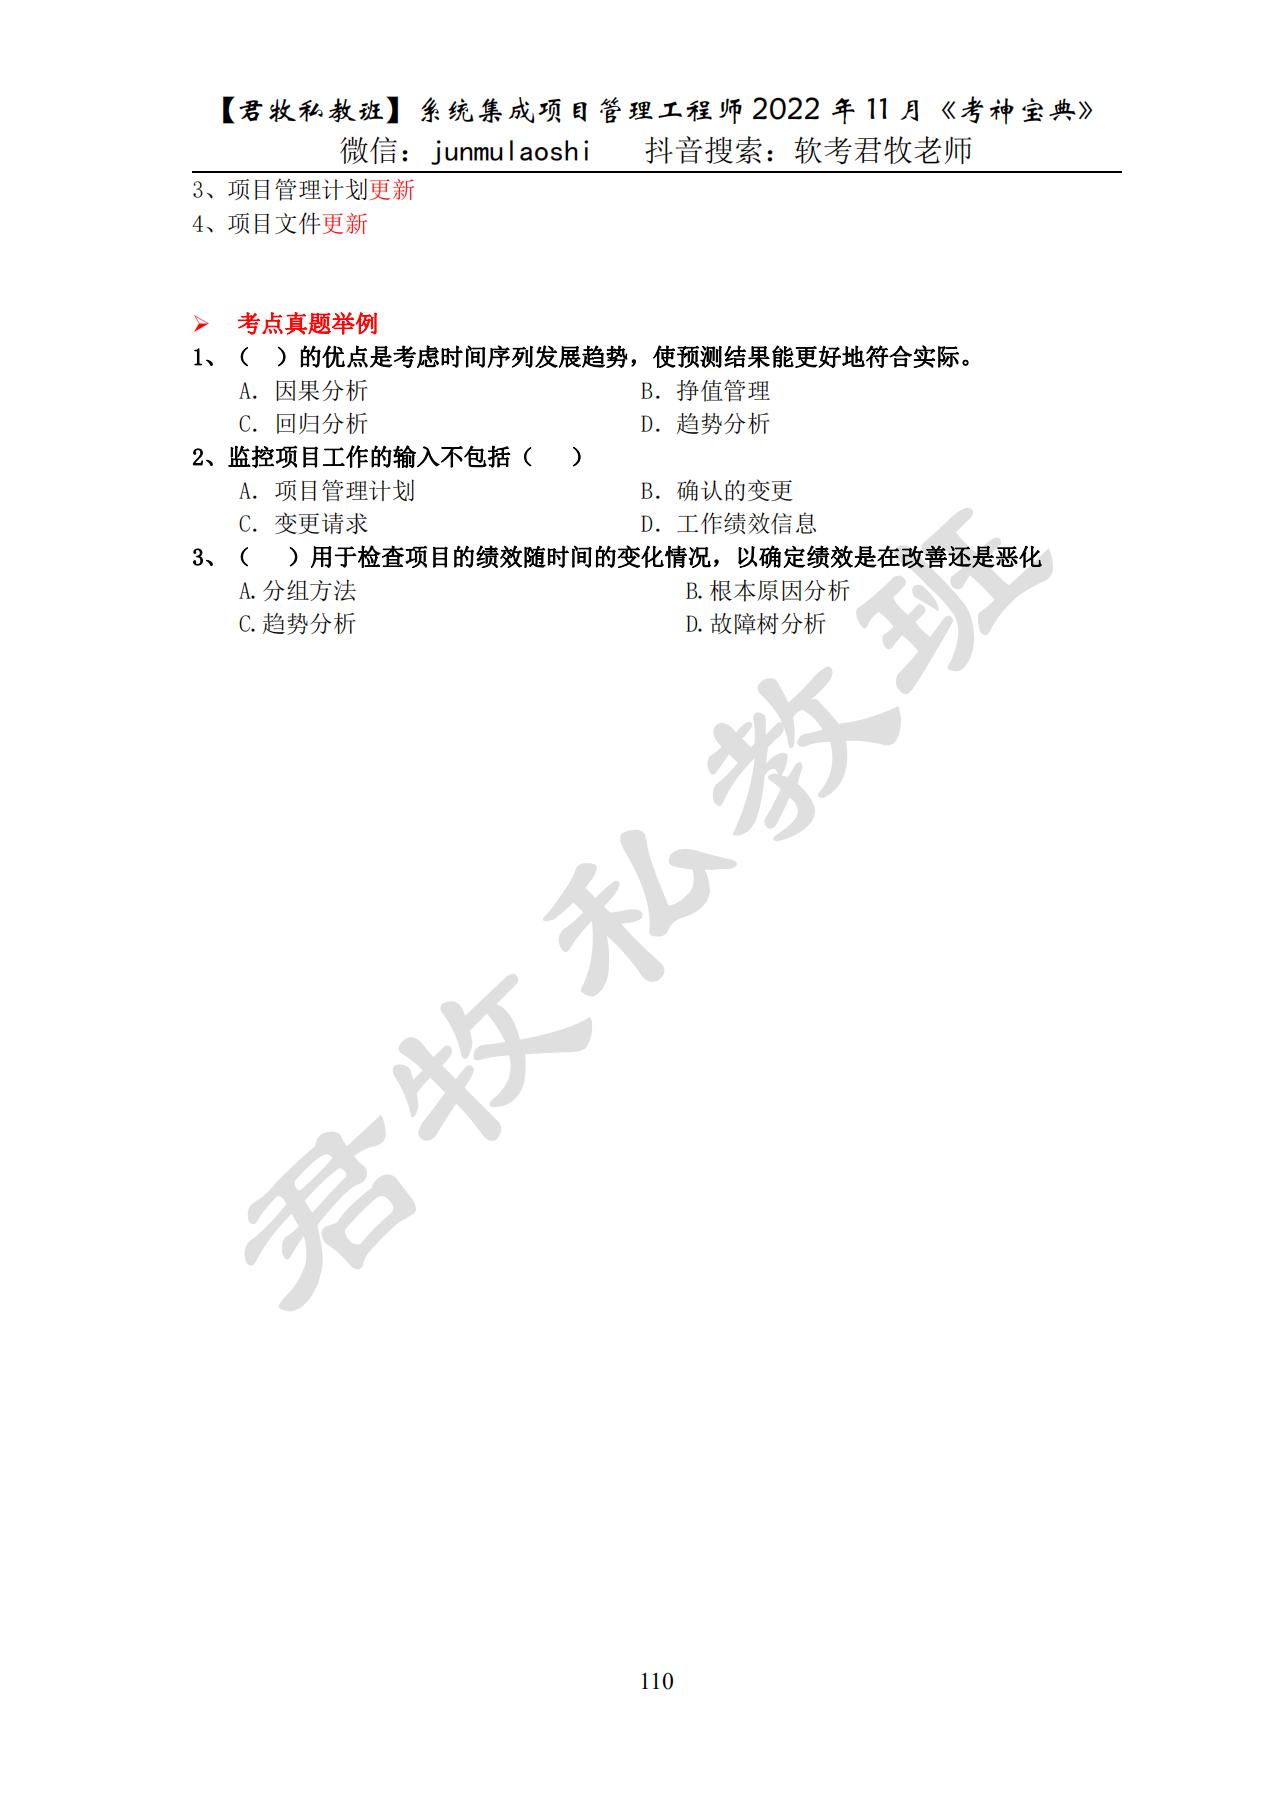 【君牧私教班】系统集成项目管理工程师 2022 年 11 月《考神宝典》
微信：junmulaoshi 抖音搜索：软考君牧老师
3、项目管理计划更新
4、项目文件更新
➢ 考点真题举例
1、（ ）的优点是考虑时间序列发展趋势，使预测结果能更好地符合实际。
A．因果分析 B．挣值管理
C．回归分析 D．趋势分析
2、监控项目工作的输入不包括（ ）
A．项目管理计划 B．确认的变更
C．变更请求 D．工作绩效信息
3、（ ）用于检查项目的绩效随时间的变化情况，以确定绩效是在改善还是恶化
A.分组方法 B.根本原因分析
C.趋势分析 D.故障树分析
君牧私教班
110